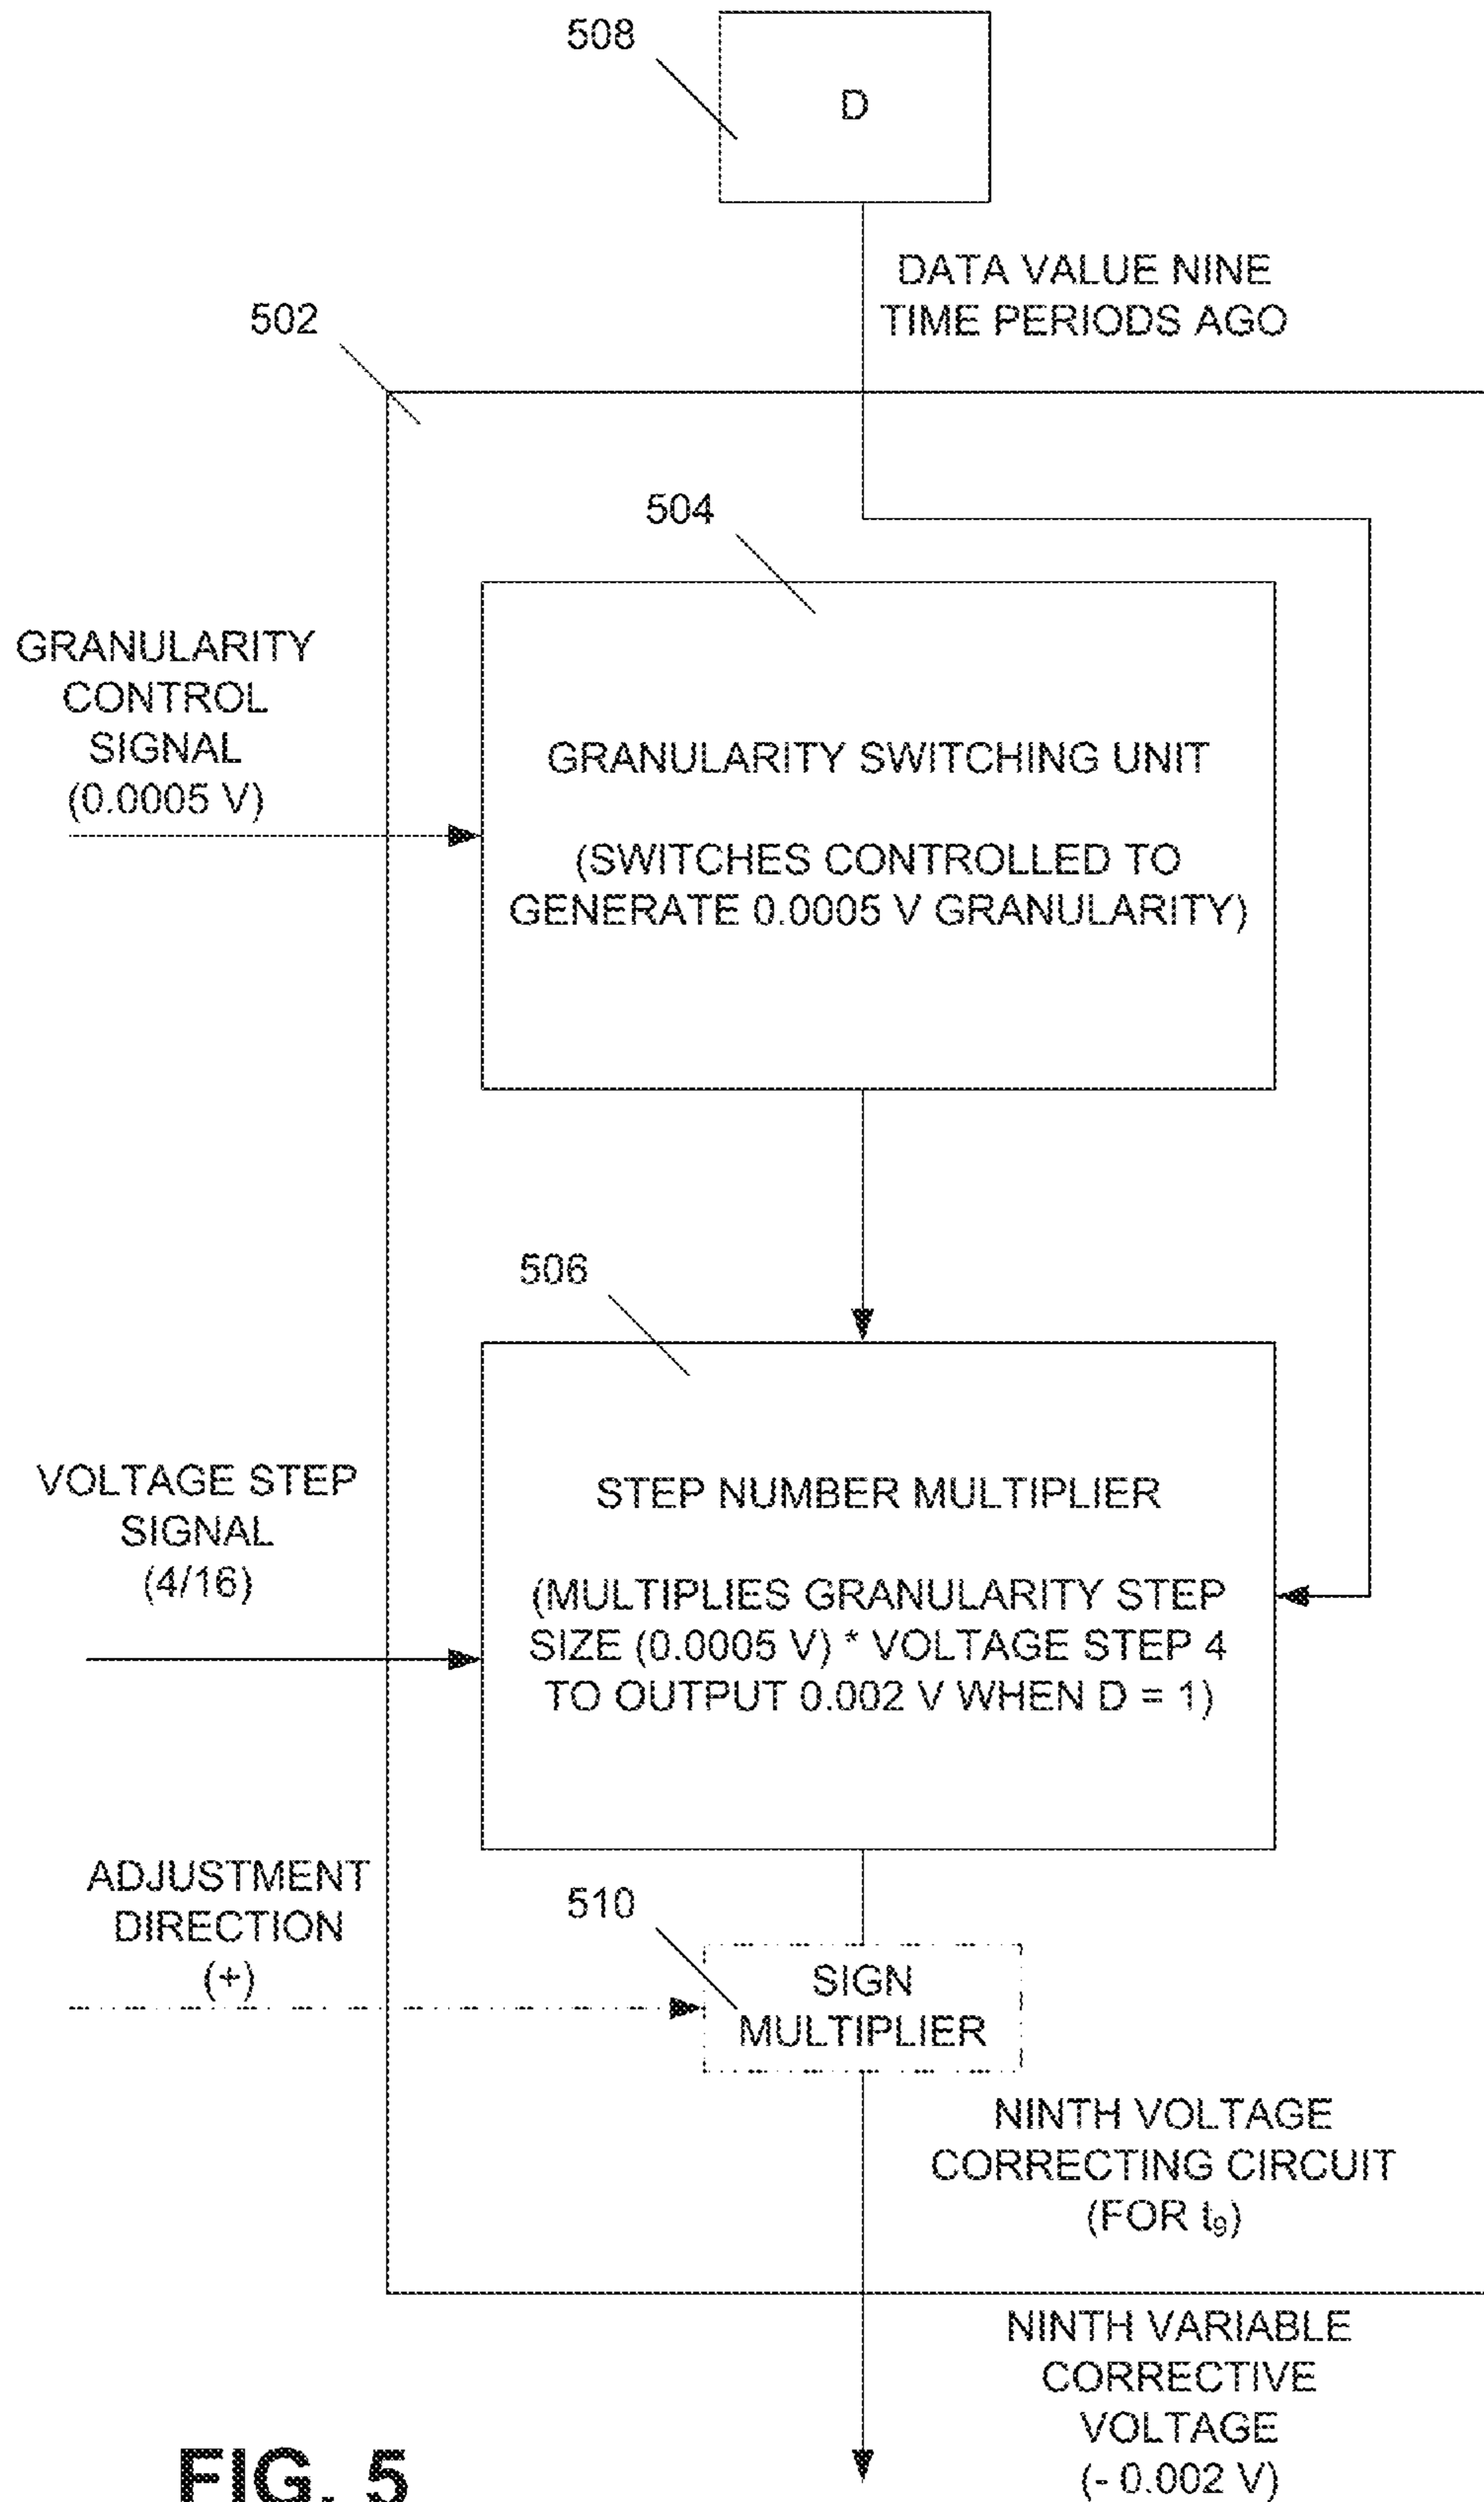 508
D
DATA VALUE NINE
TIME PERIODS AGO
502
504
GRANULARITY
CONTROL
SIGNAL
(0.0005 V)
GRANULARITY SWITCHING UNIT
(SWITCHES CONTROLLED TO
GENERATE 0.0005 V GRANULARITY)
506
VOLTAGE STEP
SIGNAL
(4/16)
STEP NUMBER MULTIPLIER
(MULTIPLIES GRANULARITY STEP
SIZE (0.0005 V) * VOLTAGE STEP 4
TO OUTPUT 0.002 V WHEN D = 1)
ADJUSTMENT
DIRECTION
(+)
510
SIGN
MULTIPLIER
NINTH VOLTAGE
CORRECTING CIRCUIT
(FOR t₉)
NINTH VARIABLE
CORRECTIVE
VOLTAGE
(- 0.002 V)
FIG. 5